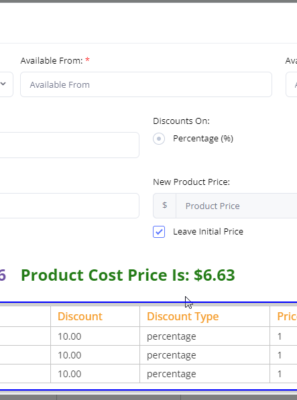 Available From: *
Ava
Available From
Discounts On:
Percentage (%)
New Product Price:
$ Product Price
Leave Initial Price
6 Product Cost Price Is: $6.63
Discount Discount Type Pric
10.00 percentage 1
10.00 percentage 1
10.00 percentage 1